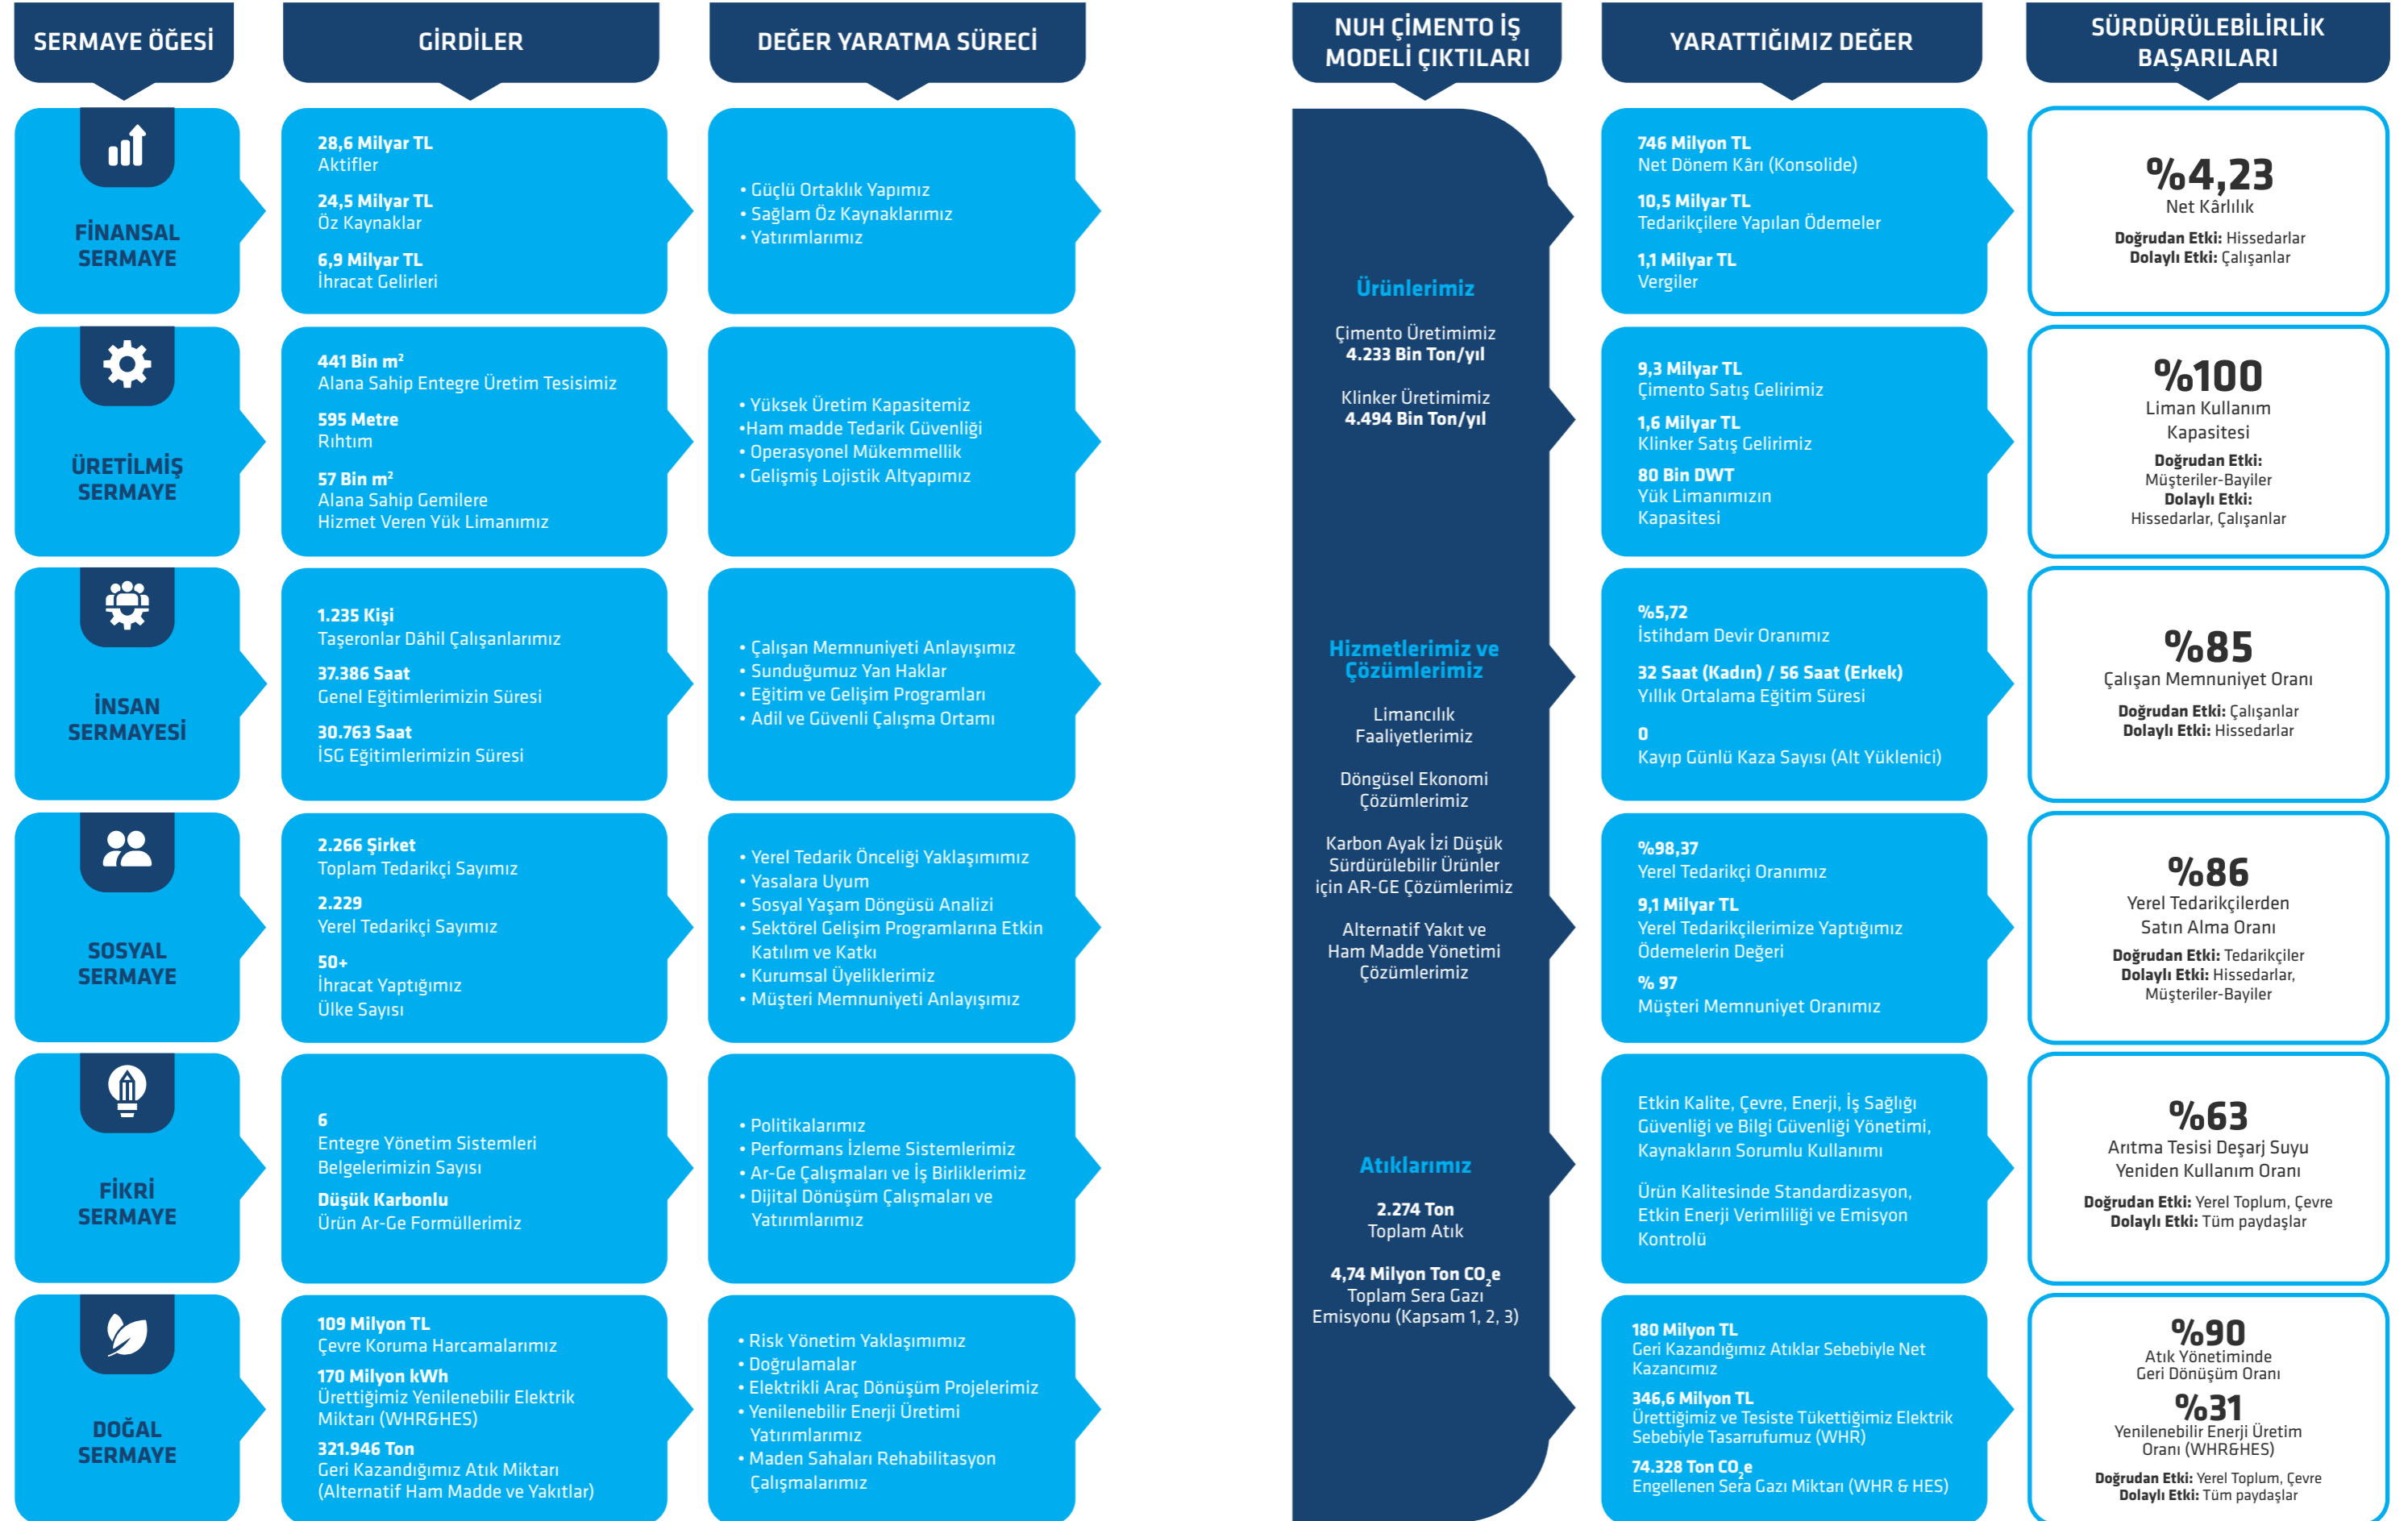 SERMAYE ÖĞESİ
GİRDİLER
DEĞER YARATMA SÜRECİ
NUH ÇİMENTO İŞ
MODELİ ÇIKTILARI
YARATTIĞIMIZ DEĞER
SÜRDÜRÜLEBİLİRLİK
BAŞARILARI
FİNANSAL
SERMAYE
28,6 Milyar TL
Aktifler
24,5 Milyar TL
Öz Kaynaklar
6,9 Milyar TL
İhracat Gelirleri
• Güçlü Ortaklık Yapımız
• Sağlam Öz Kaynaklarımız
• Yatırımlarımız
746 Milyon TL
Net Dönem Kârı (Konsolide)
10,5 Milyar TL
Tedarikçilere Yapılan Ödemeler
1,1 Milyar TL
Vergiler
%4,23
Net Kârlılık
Doğrudan Etki: Hissedarlar
Dolaylı Etki: Çalışanlar
ÜRETİLMİŞ
SERMAYE
441 Bin m²
Alana Sahip Entegre Üretim Tesisimiz
595 Metre
Rıhtım
57 Bin m²
Alana Sahip Gemilere
Hizmet Veren Yük Limanımız
• Yüksek Üretim Kapasitemiz
•Ham madde Tedarik Güvenliği
• Operasyonel Mükemmellik
• Gelişmiş Lojistik Altyapımız
9,3 Milyar TL
Çimento Satış Gelirimiz
1,6 Milyar TL
Klinker Satış Gelirimiz
80 Bin DWT
Yük Limanımızın
Kapasitesi
%100
Liman Kullanım
Kapasitesi
Doğrudan Etki:
Müşteriler-Bayiler
Dolaylı Etki:
Hissedarlar, Çalışanlar
İNSAN
SERMAYESİ
1.235 Kişi
Taşeronlar Dâhil Çalışanlarımız
37.386 Saat
Genel Eğitimlerimizin Süresi
30.763 Saat
İSG Eğitimlerimizin Süresi
• Çalışan Memnuniyeti Anlayışımız
• Sunduğumuz Yan Haklar
• Eğitim ve Gelişim Programları
• Adil ve Güvenli Çalışma Ortamı
%5,72
İstihdam Devir Oranımız
32 Saat (Kadın) / 56 Saat (Erkek)
Yıllık Ortalama Eğitim Süresi
0
Kayıp Günlü Kaza Sayısı (Alt Yüklenici)
%85
Çalışan Memnuniyet Oranı
Doğrudan Etki: Çalışanlar
Dolaylı Etki: Hissedarlar
SOSYAL
SERMAYE
2.266 Şirket
Toplam Tedarikçi Sayımız
2.229
Yerel Tedarikçi Sayımız
50+
İhracat Yaptığımız
Ülke Sayısı
• Yerel Tedarik Önceliği Yaklaşımımız
• Yasalara Uyum
• Sosyal Yaşam Döngüsü Analizi
• Sektörel Gelişim Programlarına Etkin
Katılım ve Katkı
• Kurumsal Üyeliklerimiz
• Müşteri Memnuniyeti Anlayışımız
%98,37
Yerel Tedarikçi Oranımız
9,1 Milyar TL
Yerel Tedarikçilerimize Yaptığımız
Ödemelerin Değeri
% 97
Müşteri Memnuniyet Oranımız
%86
Yerel Tedarikçilerden
Satın Alma Oranı
Doğrudan Etki: Tedarikçiler
Dolaylı Etki: Hissedarlar,
Müşteriler-Bayiler
FİKRİ
SERMAYE
6
Entegre Yönetim Sistemleri
Belgelerimizin Sayısı
Düşük Karbonlu
Ürün Ar-Ge Formüllerimiz
• Politikalarımız
• Performans İzleme Sistemlerimiz
• Ar-Ge Çalışmaları ve İş Birliklerimiz
• Dijital Dönüşüm Çalışmaları ve
Yatırımlarımız
Etkin Kalite, Çevre, Enerji, İş Sağlığı
Güvenliği ve Bilgi Güvenliği Yönetimi,
Kaynakların Sorumlu Kullanımı
Ürün Kalitesinde Standardizasyon,
Etkin Enerji Verimliliği ve Emisyon
Kontrolü
%63
Arıtma Tesisi Deşarj Suyu
Yeniden Kullanım Oranı
Doğrudan Etki: Yerel Toplum, Çevre
Dolaylı Etki: Tüm paydaşlar
DOĞAL
SERMAYE
109 Milyon TL
Çevre Koruma Harcamalarımız
170 Milyon kWh
Ürettiğimiz Yenilenebilir Elektrik
Miktarı (WHR&HES)
321.946 Ton
Geri Kazandığımız Atık Miktarı
(Alternatif Ham Madde ve Yakıtlar)
• Risk Yönetim Yaklaşımımız
• Doğrulamalar
• Elektrikli Araç Dönüşüm Projelerimiz
• Yenilenebilir Enerji Üretimi
Yatırımlarımız
• Maden Sahaları Rehabilitasyon
Çalışmalarımız
180 Milyon TL
Geri Kazandığımız Atıklar Sebebiyle Net
Kazancımız
346,6 Milyon TL
Ürettiğimiz ve Tesiste Tükettiğimiz Elektrik
Sebebiyle Tasarrufumuz (WHR)
74.328 Ton CO₂e
Engellenen Sera Gazı Miktarı (WHR & HES)
%90
Atık Yönetiminde
Geri Dönüşüm Oranı
%31
Yenilenebilir Enerji Üretim
Oranı (WHR&HES)
Doğrudan Etki: Yerel Toplum, Çevre
Dolaylı Etki: Tüm paydaşlar
Ürünlerimiz
Çimento Üretimimiz
4.233 Bin Ton/yıl
Klinker Üretimimiz
4.494 Bin Ton/yıl
Hizmetlerimiz ve
Çözümlerimiz
Limancılık
Faaliyetlerimiz
Döngüsel Ekonomi
Çözümlerimiz
Karbon Ayak İzi Düşük
Sürdürülebilir Ürünler
için AR-GE Çözümlerimiz
Alternatif Yakıt ve
Ham Madde Yönetimi
Çözümlerimiz
Atıklarımız
2.274 Ton
Toplam Atık
4,74 Milyon Ton CO₂e
Toplam Sera Gazı
Emisyonu (Kapsam 1, 2, 3)